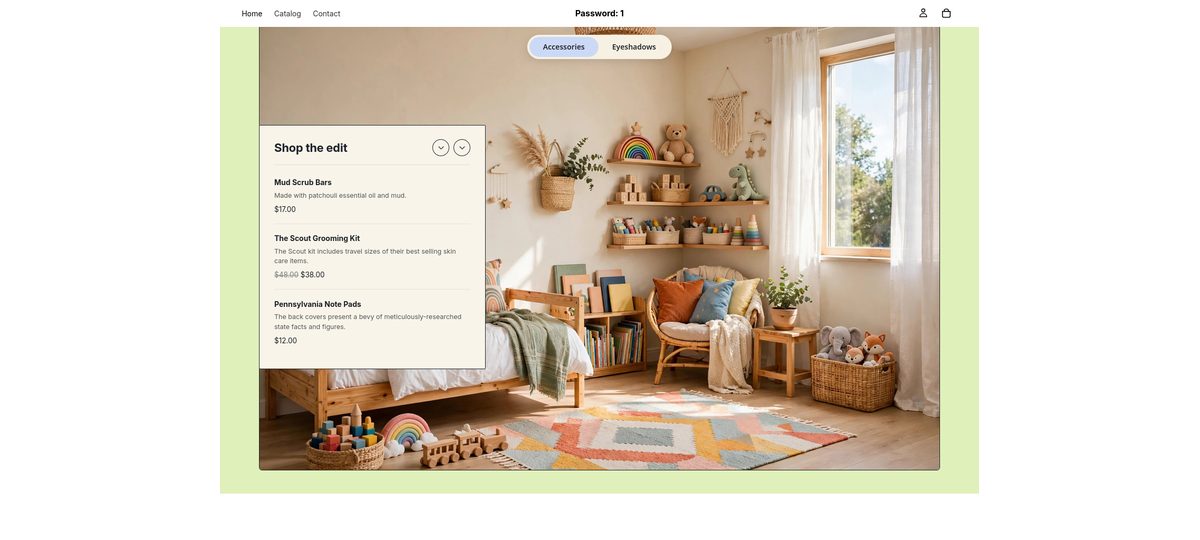 Home Catalog Contact
Password: 1
Accessories Eyeshadows
Shop the edit
Mud Scrub Bars
Made with patchouli essential oil and mud.
$17.00
The Scout Grooming Kit
The Scout kit includes travel sizes of their best selling skin
care items.
$48.00 $38.00
Pennsylvania Note Pads
The back covers present a bevy of meticulously-researched
state facts and figures.
$12.00